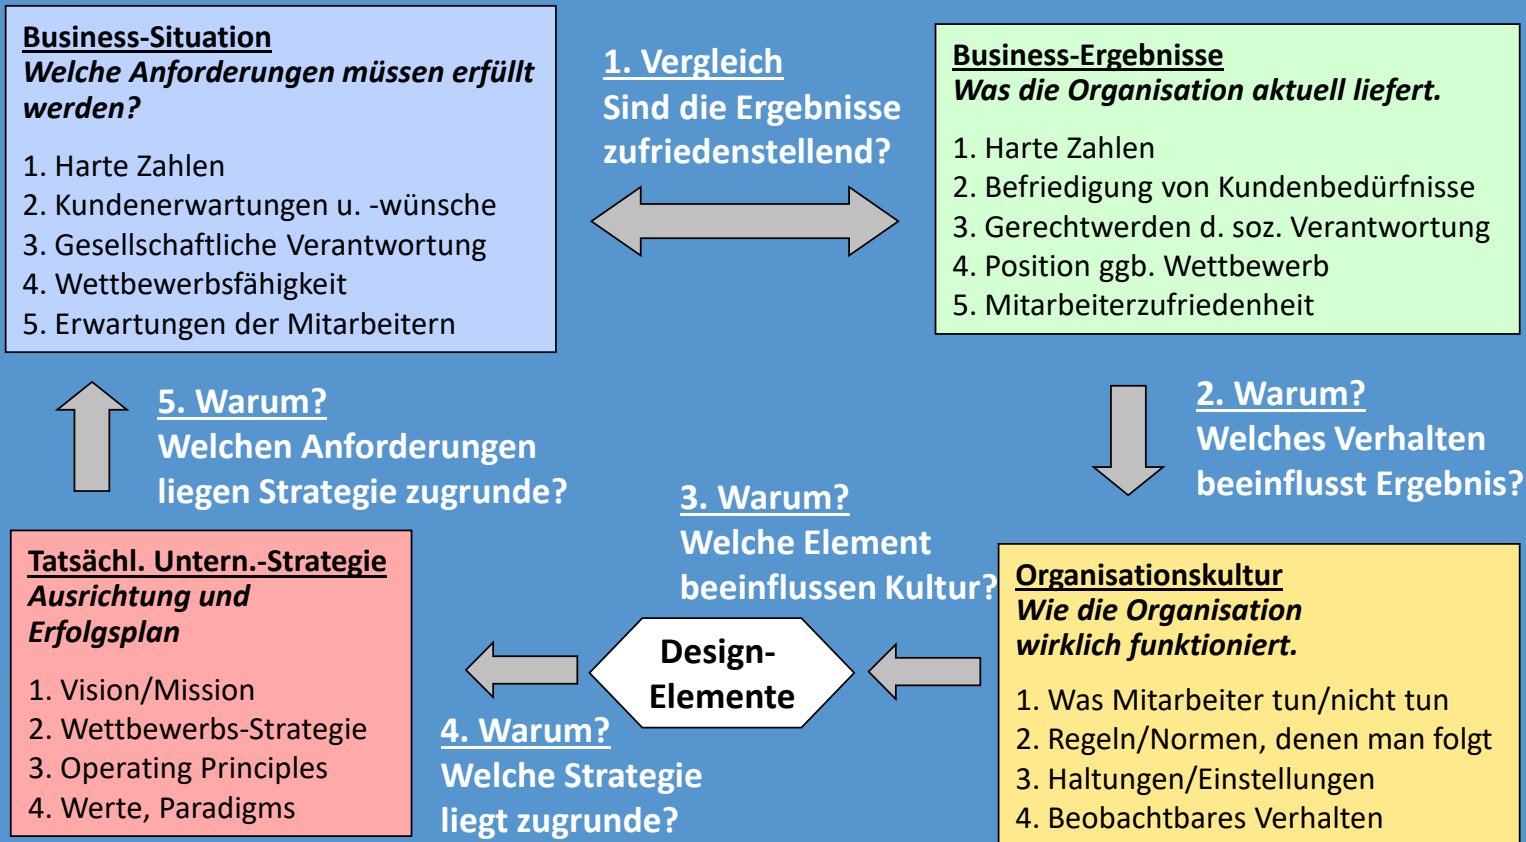 Business-Situation
Welche Anforderungen müssen erfüllt
werden?
1. Harte Zahlen
2. Kundenerwartungen u. -wünsche
3. Gesellschaftliche Verantwortung
4. Wettbewerbsfähigkeit
5. Erwartungen der Mitarbeitern
1. Vergleich
Sind die Ergebnisse
zufriedenstellend?
Business-Ergebnisse
Was die Organisation aktuell liefert.
1. Harte Zahlen
2. Befriedigung von Kundenbedürfnisse
3. Gerechtwerden d. soz. Verantwortung
4. Position ggb. Wettbewerb
5. Mitarbeiterzufriedenheit
2. Warum?
Welches Verhalten
beeinflusst Ergebnis?
Organisationskultur
Wie die Organisation
wirklich funktioniert.
1. Was Mitarbeiter tun/nicht tun
2. Regeln/Normen, denen man folgt
3. Haltungen/Einstellungen
4. Beobachtbares Verhalten
3. Warum?
Welche Element
beeinflussen Kultur?
Design-
Elemente
4. Warum?
Welche Strategie
liegt zugrunde?
Tatsächl. Untern.-Strategie
Ausrichtung und
Erfolgsplan
1. Vision/Mission
2. Wettbewerbs-Strategie
3. Operating Principles
4. Werte, Paradigms
5. Warum?
Welchen Anforderungen
liegen Strategie zugrunde?